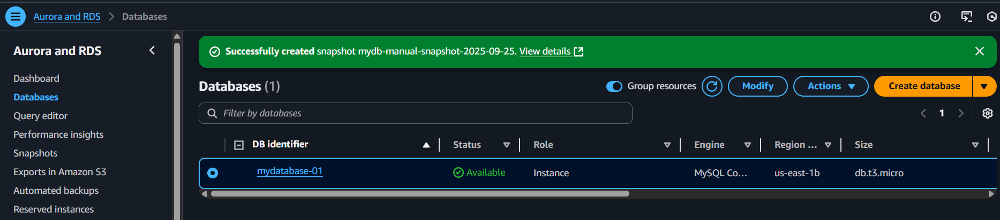 Aurora and RDS > Databases
Aurora and RDS
Dashboard
Databases
Query editor
Performance insights
Snapshots
Exports in Amazon S3
Automated backups
Reserved instances
Successfully created snapshot mydb-manual-snapshot-2025-09-25. View details
Databases (1)
Group resources
Modify
Actions
Create database
Filter by databases
1
DB identifier Status Role Engine Region ... Size
mydatabase-01 Available Instance MySQL Co... us-east-1b db.t3.micro